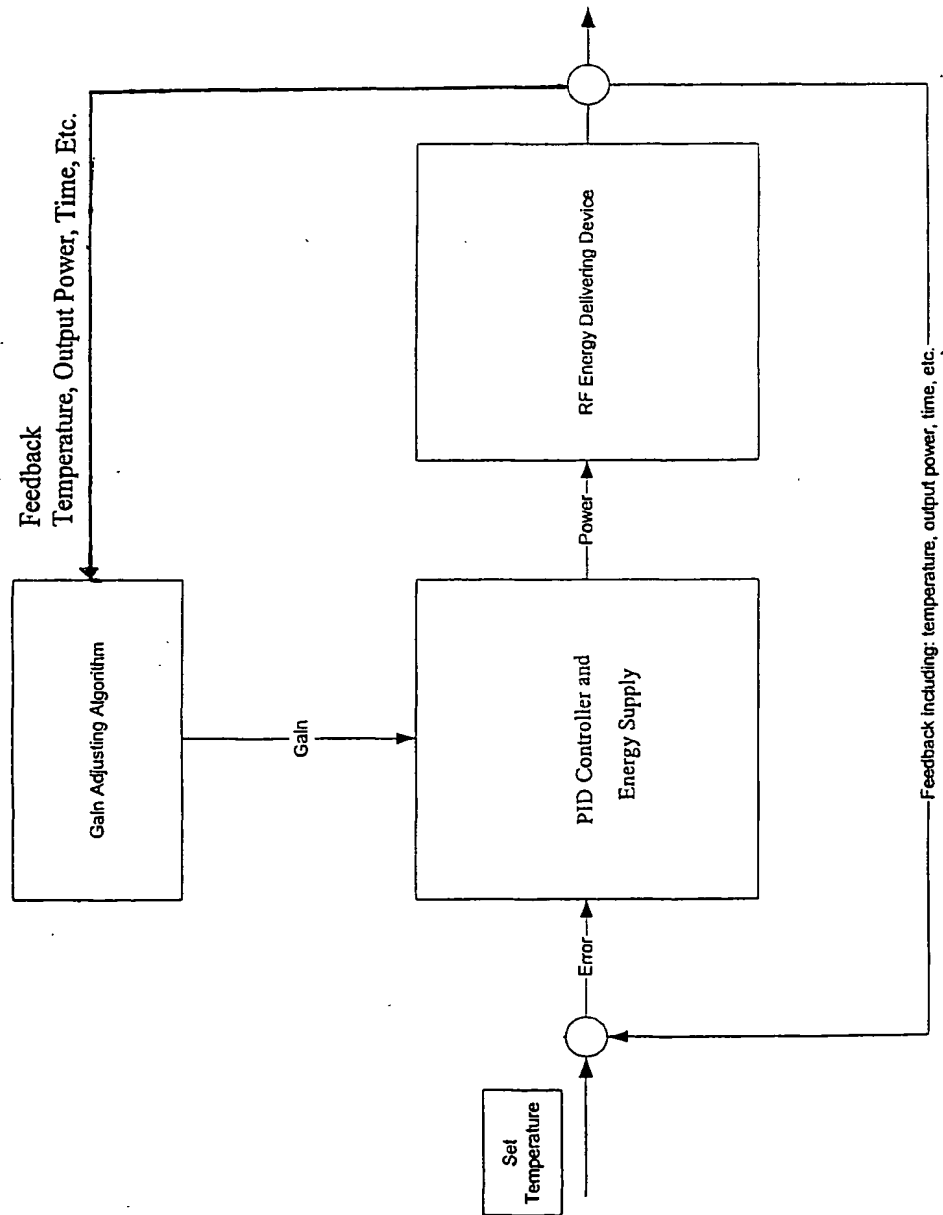 Feedback
Temperature, Output Power, Time, Etc.
Gain Adjusting Algorithm
Gain
Set
Temperature
Error
PID Controller and
Energy Supply
Power
RF Energy Delivering Device
Feedback including: temperature, output power, time, etc.